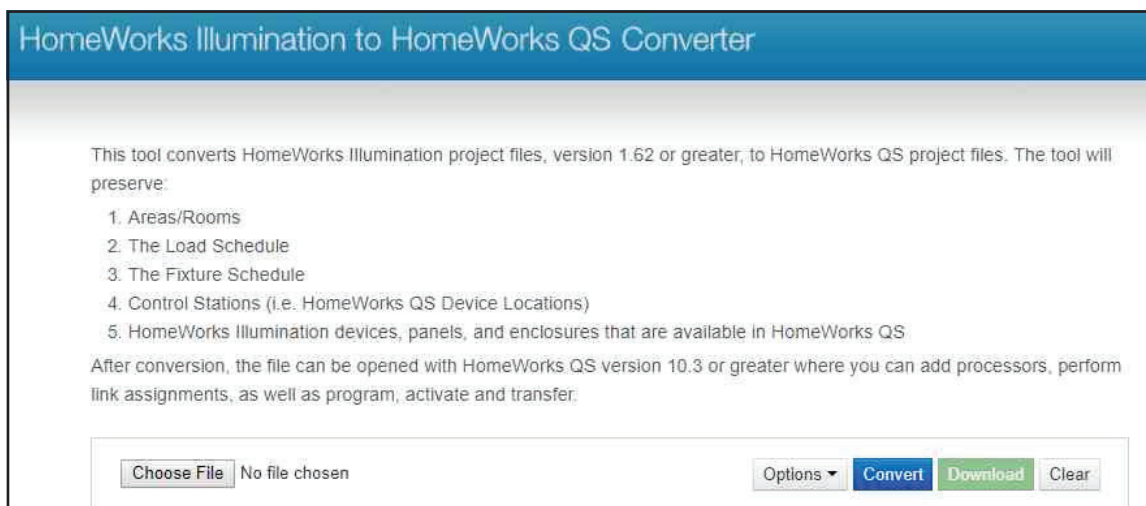 HomeWorks Illumination to HomeWorks QS Converter
This tool converts HomeWorks Illumination project files, version 1.62 or greater, to HomeWorks QS project files. The tool will
preserve:
1. Areas/Rooms
2. The Load Schedule
3. The Fixture Schedule
4. Control Stations (i.e. HomeWorks QS Device Locations)
5. HomeWorks Illumination devices, panels, and enclosures that are available in HomeWorks QS
After conversion, the file can be opened with HomeWorks QS version 10.3 or greater where you can add processors, perform
link assignments, as well as program, activate and transfer.
Choose File No file chosen Options Convert Download Clear